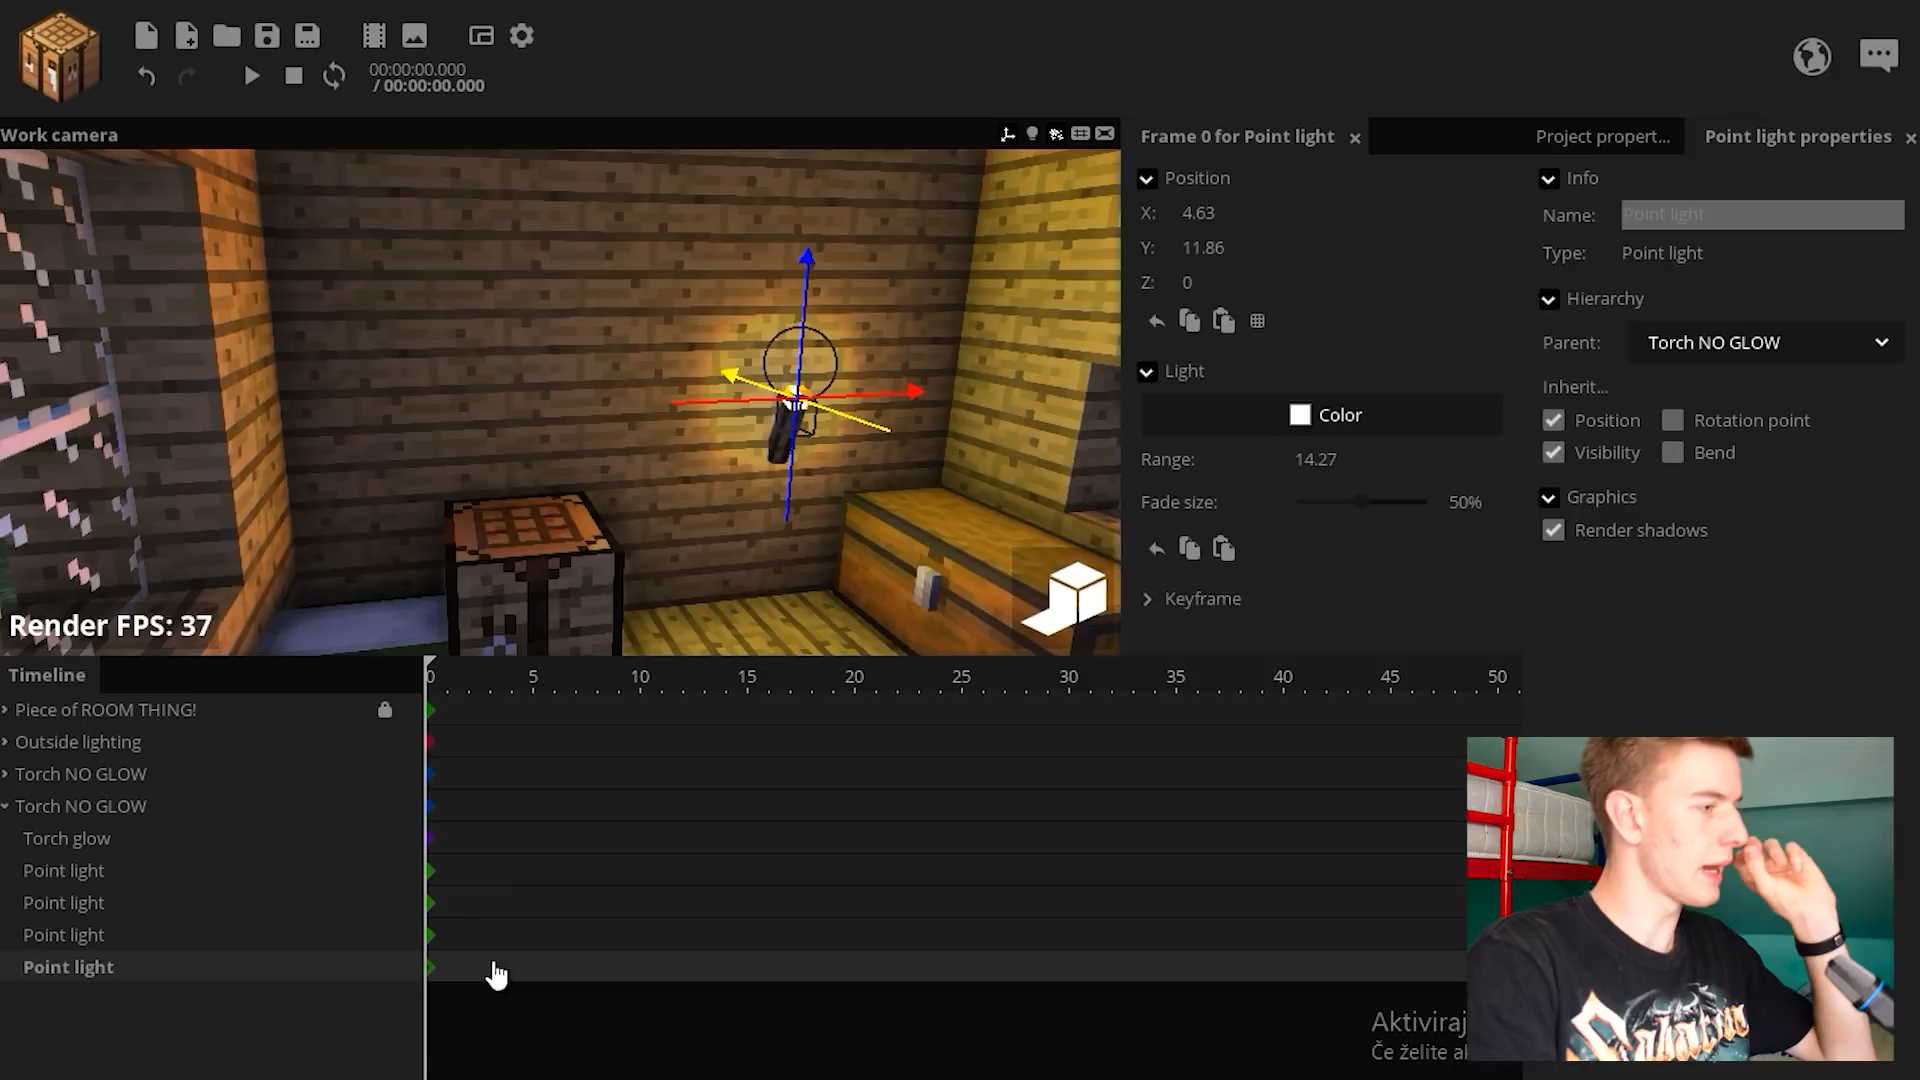 00:00:00.000
/ 00:00:00.000
Work camera
Render FPS: 37
Frame 0 for Point light
Position
X: 4.63
Y: 11.86
Z: 0
Light
Color
Range: 14.27
Fade size: 50%
Keyframe
Project propert...
Point light properties
Info
Name: Point light
Type: Point light
Hierarchy
Parent: Torch NO GLOW
Inherit...
Position Rotation point
Visibility Bend
Graphics
Render shadows
Timeline
0 5 10 15 20 25 30 35 40 45 50
Piece of ROOM THING!
Outside lighting
Torch NO GLOW
Torch NO GLOW
Torch glow
Point light
Point light
Point light
Point light
Aktiviraj
Če želite